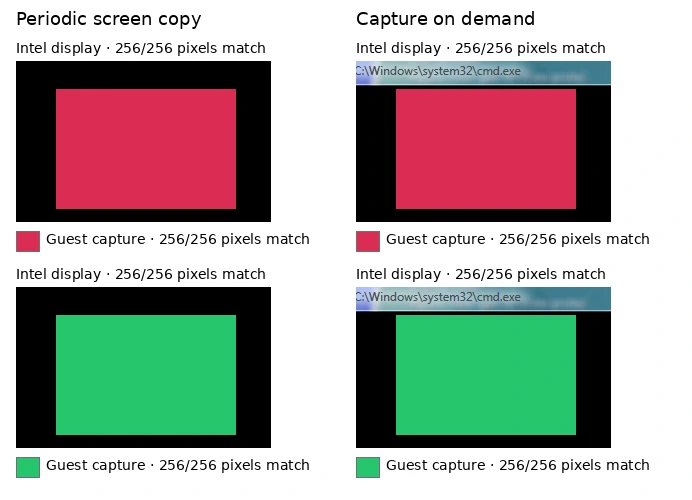 Periodic screen copy
Capture on demand
Intel display · 256/256 pixels match
Intel display · 256/256 pixels match
C:\Windows\system32\cmd.exe
Guest capture · 256/256 pixels match
Guest capture · 256/256 pixels match
Intel display · 256/256 pixels match
Intel display · 256/256 pixels match
C:\Windows\system32\cmd.exe
Guest capture · 256/256 pixels match
Guest capture · 256/256 pixels match